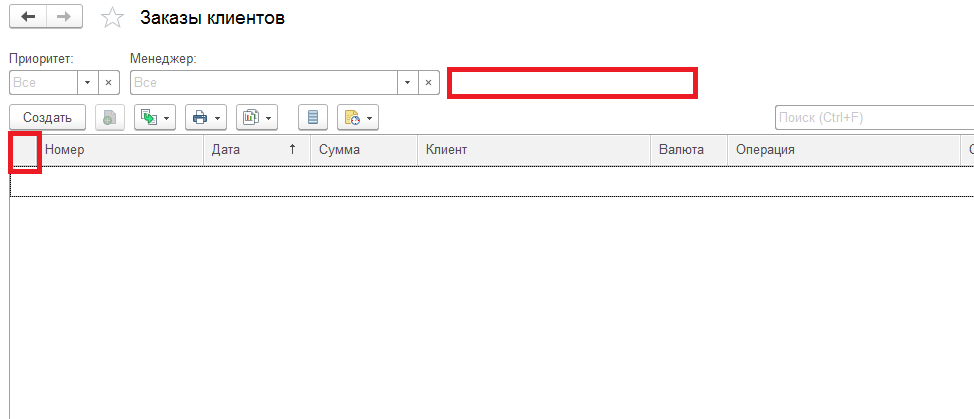 Заказы клиентов
Приоритет: Менеджер:
Все Все
Создать Поиск (Ctrl+F)
Номер Дата Сумма Клиент Валюта Операция